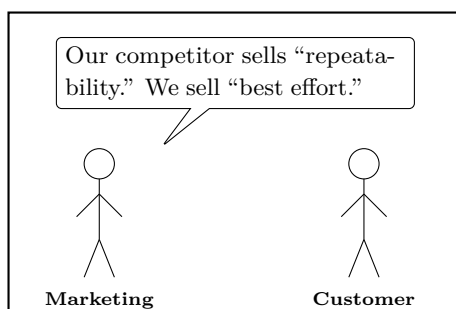 Our competitor sells “repeata-
bility.” We sell “best effort.”
Marketing
Customer